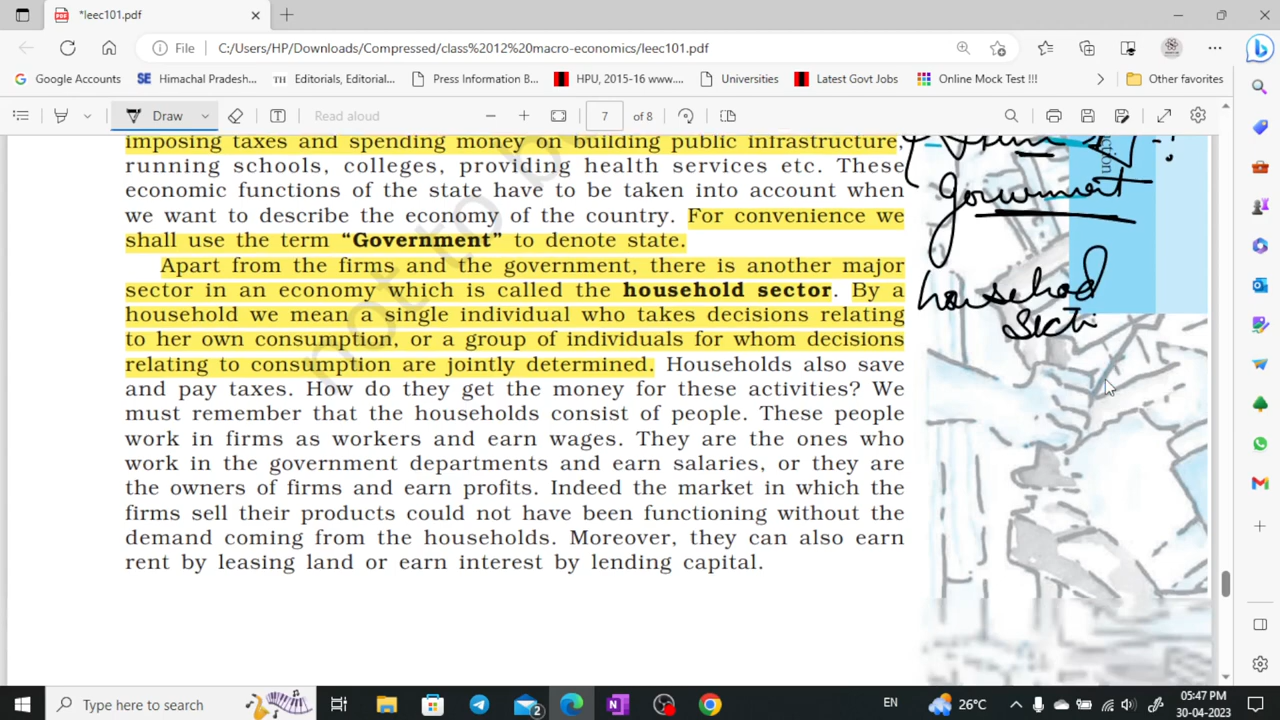 *leec101.pdf
File C:/Users/HP/Downloads/Compressed/class%2012%20macro-economics/leec101.pdf
Google Accounts SE Himachal Pradesh... TH Editorials, Editorial... Press Information B... HPU, 2015-16 www.... Universities Latest Govt Jobs Online Mock Test !!! Other favorites
Draw Read aloud 7 of 8
imposing taxes and spending money on building public infrastructure,
running schools, colleges, providing health services etc. These
economic functions of the state have to be taken into account when
we want to describe the economy of the country. For convenience we
shall use the term “Government” to denote state.
Apart from the firms and the government, there is another major
sector in an economy which is called the household sector. By a
household we mean a single individual who takes decisions relating
to her own consumption, or a group of individuals for whom decisions
relating to consumption are jointly determined. Households also save
and pay taxes. How do they get the money for these activities? We
must remember that the households consist of people. These people
work in firms as workers and earn wages. They are the ones who
work in the government departments and earn salaries, or they are
the owners of firms and earn profits. Indeed the market in which the
firms sell their products could not have been functioning without the
demand coming from the households. Moreover, they can also earn
rent by leasing land or earn interest by lending capital.
not to b
government
household
Secti
Type here to search
2
EN 26°C 05:47 PM
30-04-2023